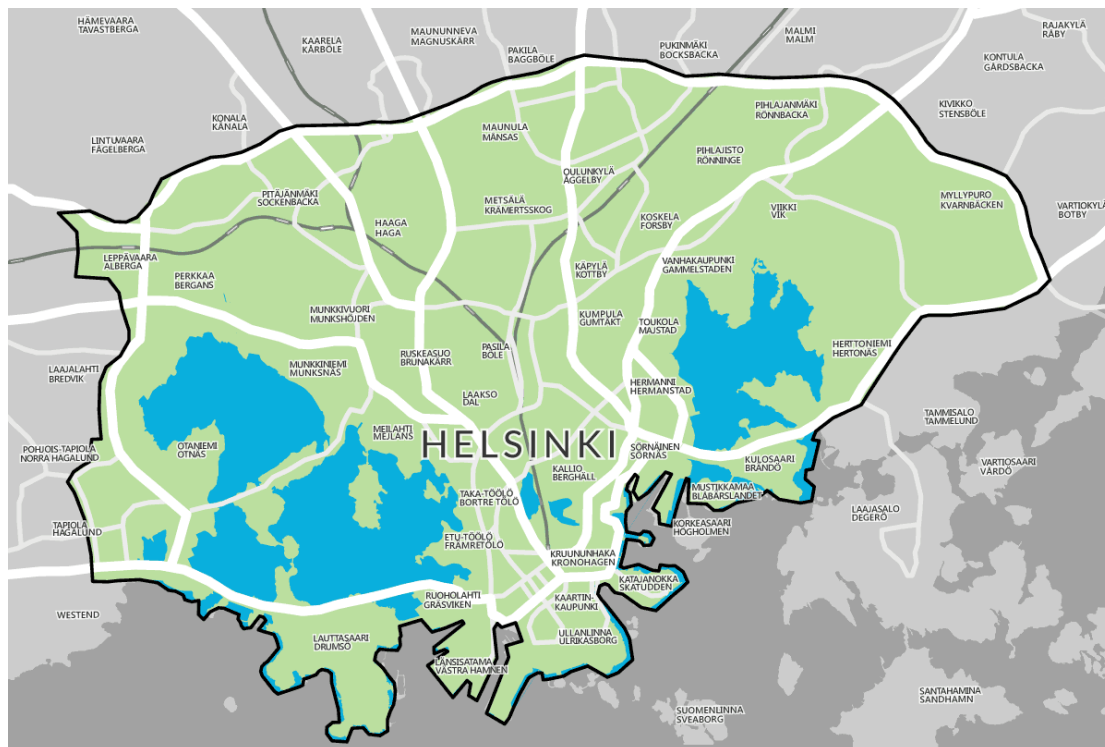 HÄMEVAARA
TAVASTBERGA
KAARELA
KÅRBÖLE
MAUNUNNEVA
MAGNUSKÄRR
PAKILA
BAGGBÖLE
PUKINMÄKI
BOCKSBACKA
MALMI
MALM
RAJAKYLÄ
RÅBY
KONTULA
GÅRDSBACKA
KIVIKKO
STENSBÖLE
KONALA
KÅNALA
LINTUVAARA
FÅGELBERGA
MAUNULA
MÅNSAS
PIHLAJANMÄKI
RÖNNBACKA
PIHLAJISTO
RÖNNINGE
OULUNKYLÄ
ÅGGELBY
PITÄJÄNMÄKI
SOCKENBACKA
METSÄLÄ
KRÄMERTSSKOG
MYLLYPURO
KVARNBÄCKEN
VIIKKI
VIK
VARTIOKYLÄ
BOTBY
HAAGA
HAGA
KOSKELA
FORSBY
LEPPÄVAARA
ALBERGA
PERKKAA
BERGANS
KÄPYLÄ
KOTTBY
VANHAKAUPUNKI
GAMMELSTADEN
MUNKKIVUORI
MUNKSHÖJDEN
KUMPULA
GUMTÄKT
TOUKOLA
MAJSTAD
RUSKEASUO
BRUNAKÄRR
PASILA
BÖLE
HERTTONIEMI
HERTONÄS
LAAJALAHTI
BREDVIK
MUNKKINIEMI
MUNKSNÄS
HERMANNI
HERMANSTAD
LAAKSO
DAL
TAMMISALO
TAMMELUND
MEILAHTI
MEJLANS
HELSINKI
OTANIEMI
OTNÄS
POHJOIS-TAPIOLA
NORRA HAGALUND
SÖRNÄINEN
SÖRNÄS
KULOSAARI
BRÄNDÖ
VARTIOSAARI
VÅRDÖ
KALLIO
BERGHÄLL
MUSTIKKAMAA
BLÅBÄRSLANDET
TAKA-TÖÖLÖ
BORTRE TÖLÖ
LAAJASALO
DEGERÖ
TAPIOLA
HAGALUND
KORKEASAARI
HÖGHOLMEN
ETU-TÖÖLÖ
FRÄMRETÖLÖ
KRUUNUNHAKA
KRONOHAGEN
KATAJANOKKA
SKATUDDEN
RUOHOLAHTI
GRÄSVIKEN
KAARTIN-
KAUPUNKI
WESTEND
LAUTTASAARI
DRUMSÖ
ULLANLINNA
ULRIKASBORG
LÄNSISATAMA
VÄSTRA HAMNEN
SUOMENLINNA
SVEABORG
SANTAHAMINA
SANDHAMN